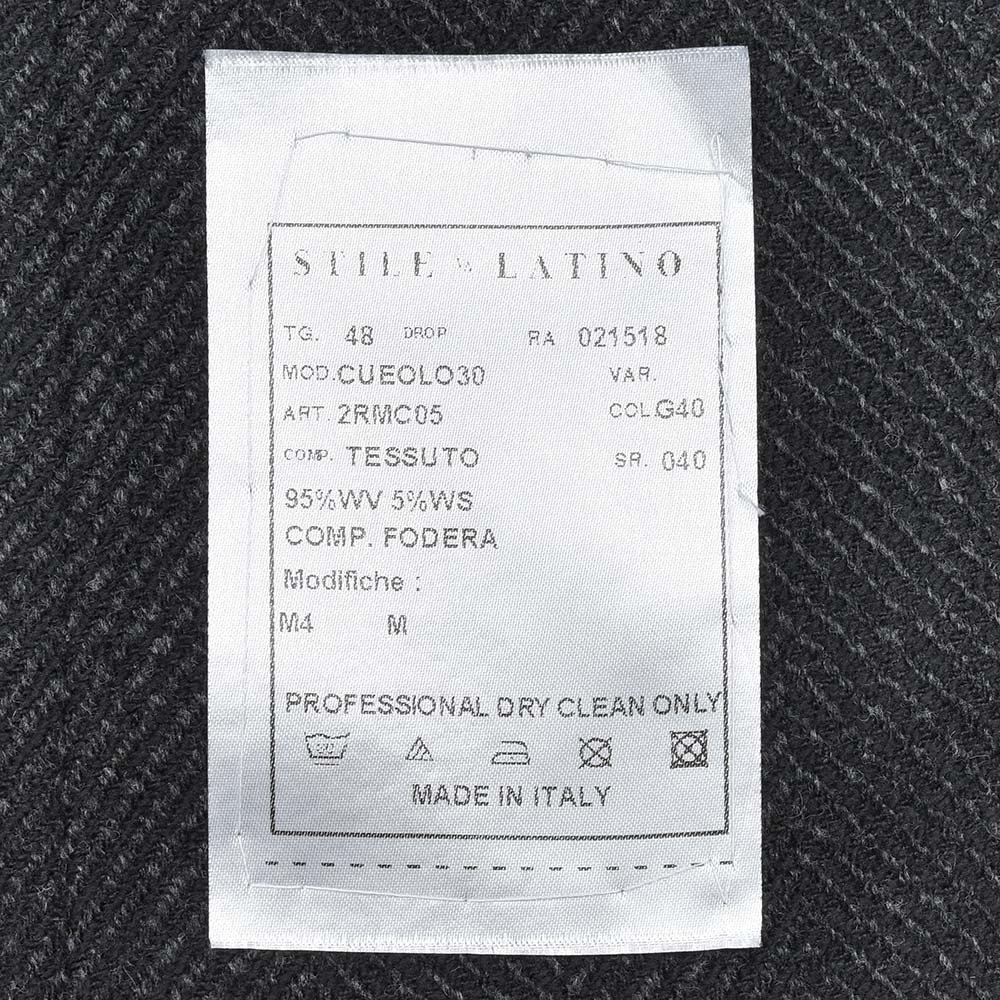 STILE LATINO
TG. 48 DROP RA 021518
MOD. CUEOLO30 VAR.
ART. 2RMC05 COL. G40
COMP. TESSUTO SR. 040
95%WV 5%WS
COMP. FODERA
Modifiche :
M4 M
PROFESSIONAL DRY CLEAN ONLY
MADE IN ITALY